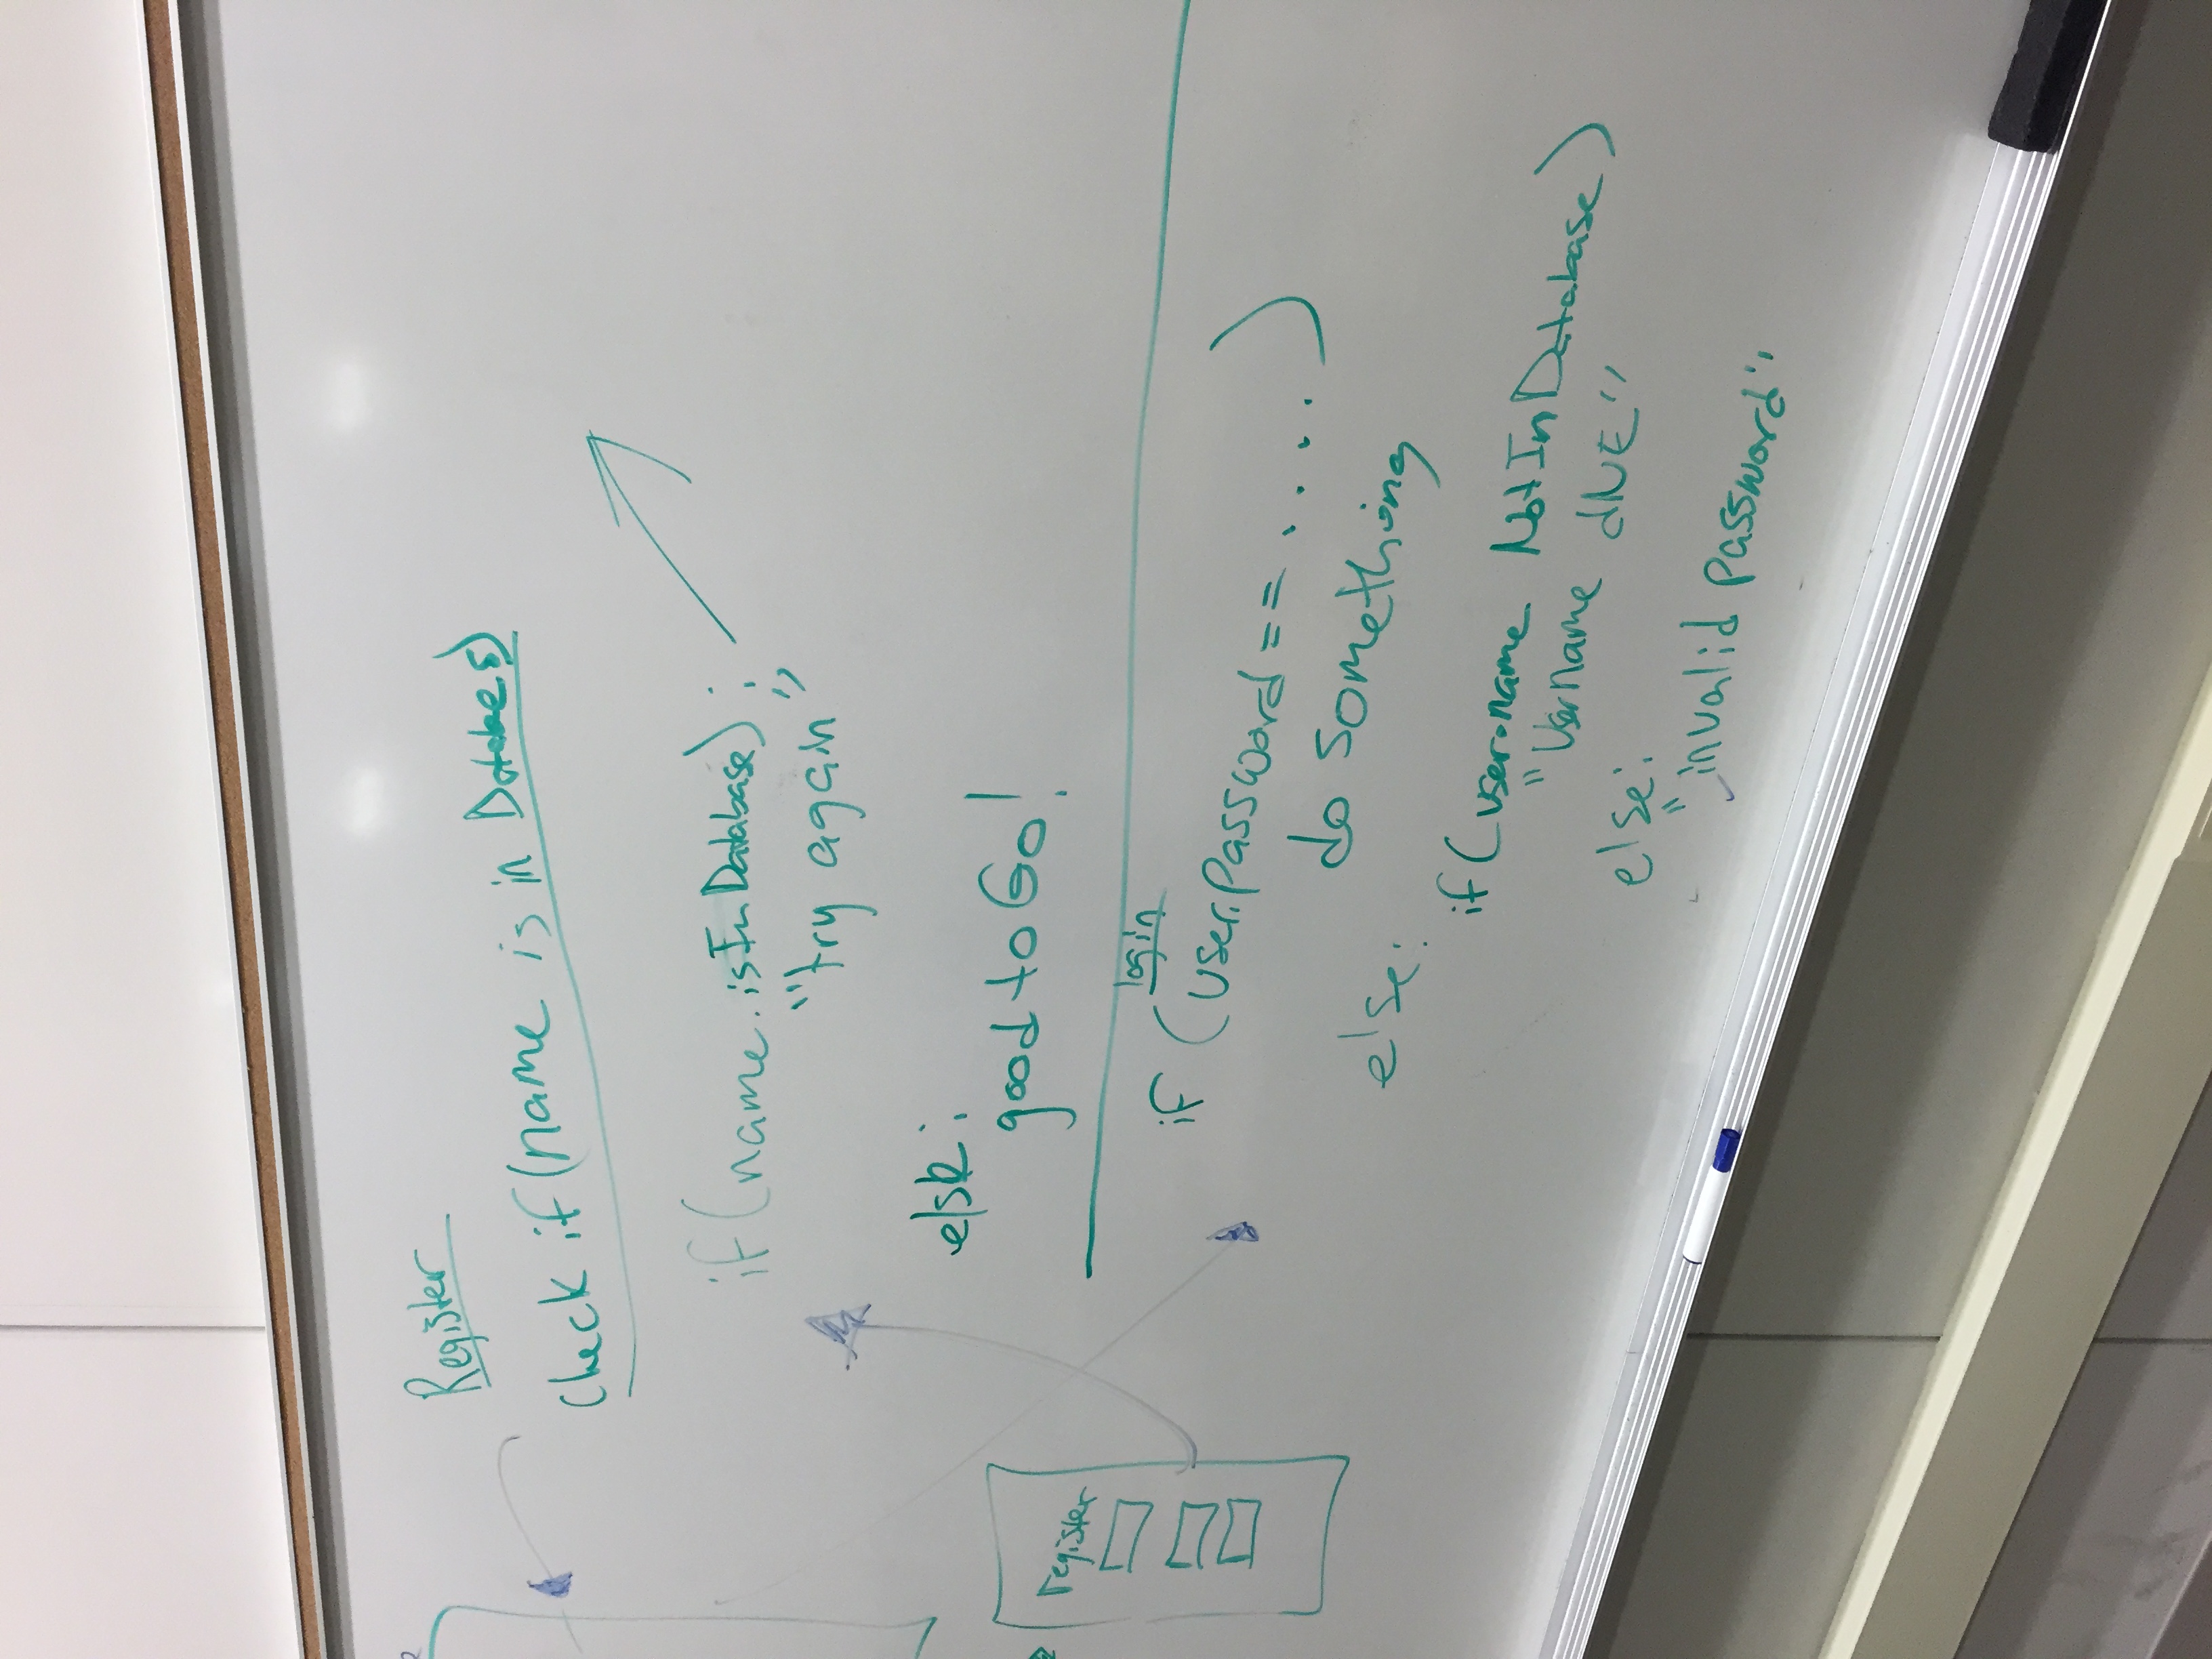 Register
Check if (name is in Databes)
if (name.isInDatabase):
"try again"
else:
good to Go!
register
login
if (user.password == ....)
do something
else:
if (user.name NotInDatabase)
"Username dNE"
else:
"invalid password"